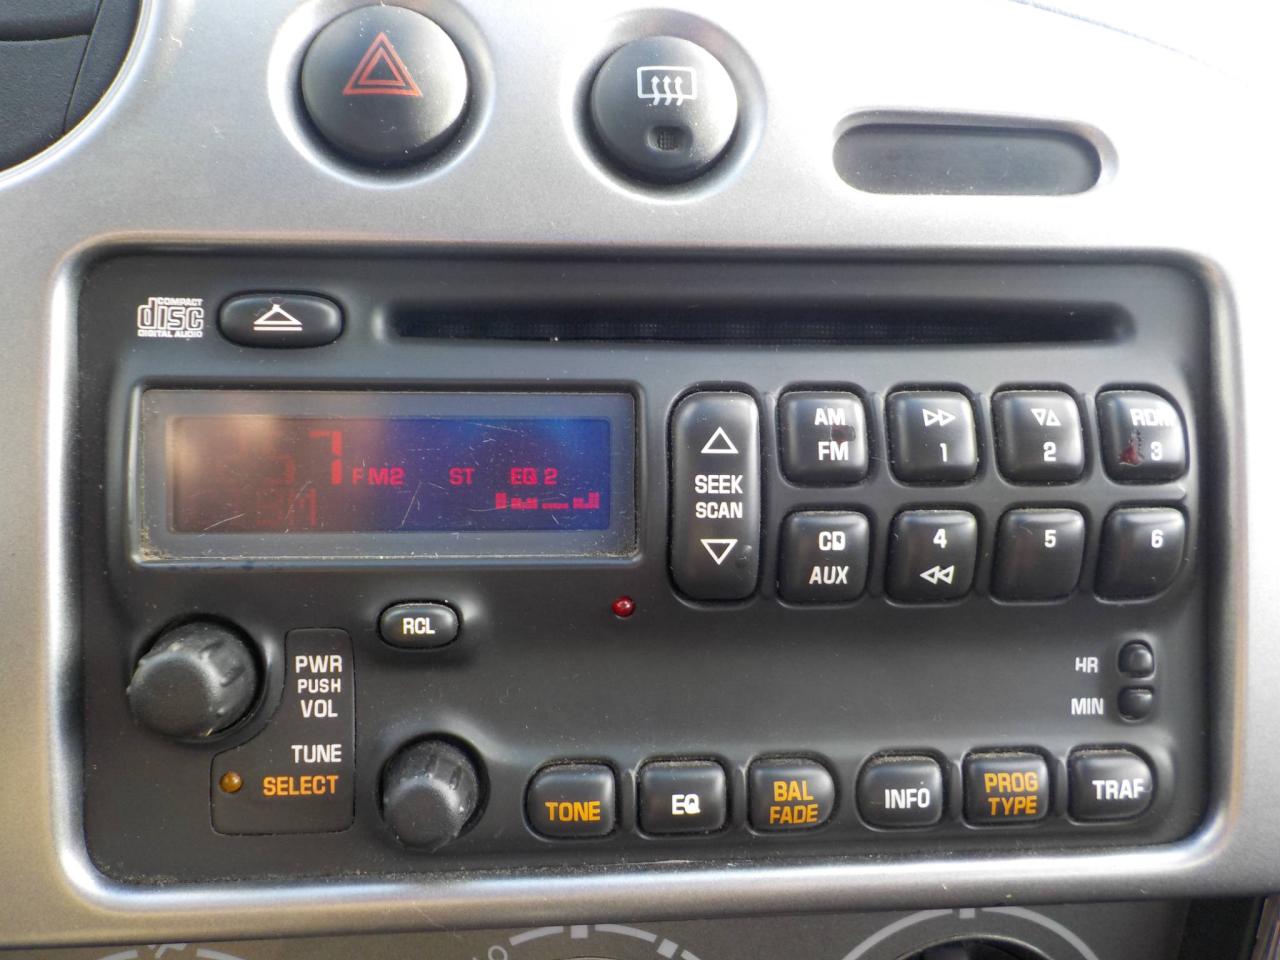 COMPACT
disc
DIGITAL AUDIO
7 FM2 ST EQ 2
SEEK
SCAN
AM
FM
1
2
RDM
3
CD
AUX
4
5
6
RCL
PWR
PUSH
VOL
TUNE
SELECT
HR
MIN
TONE
EQ
BAL
FADE
INFO
PROG
TYPE
TRAF